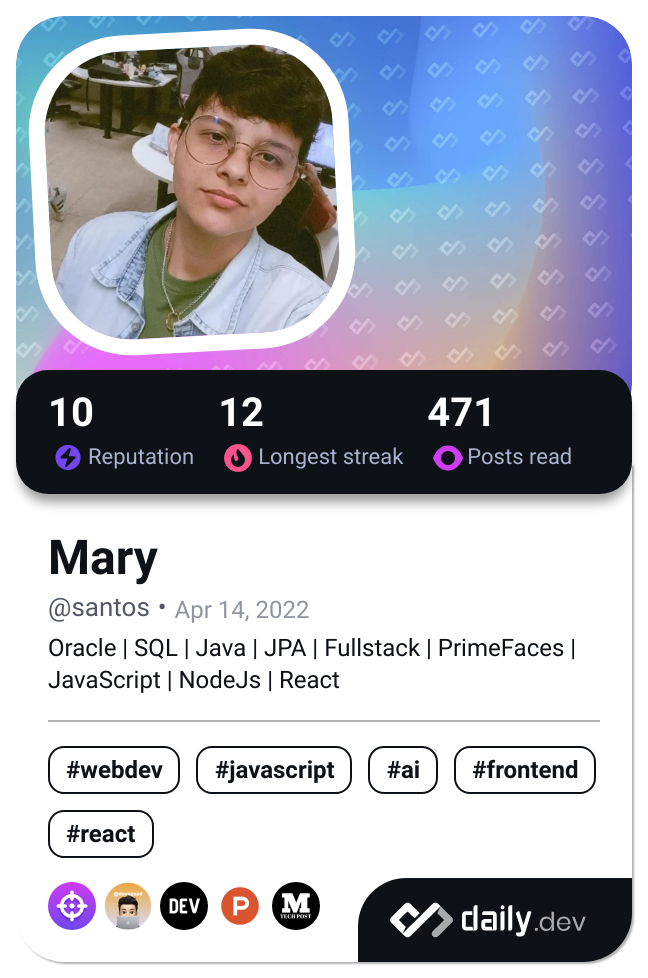 10
12
471
Reputation
Longest streak
Posts read
Mary
@santos • Apr 14, 2022
Oracle | SQL | Java | JPA | Fullstack | PrimeFaces |
JavaScript | NodeJs | React
#webdev
#javascript
#ai
#frontend
#react
DEV
P
M
TECH POST
daily.dev